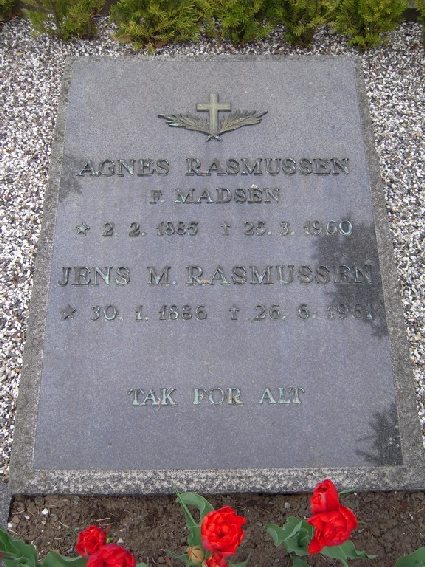 AGNES RASMUSSEN
F. MADSEN
* 2. 2. 1885 † 25. 3. 1960
JENS M. RASMUSSEN
* 30. 1. 1886 † 26. 6. 1961
TAK FOR ALT